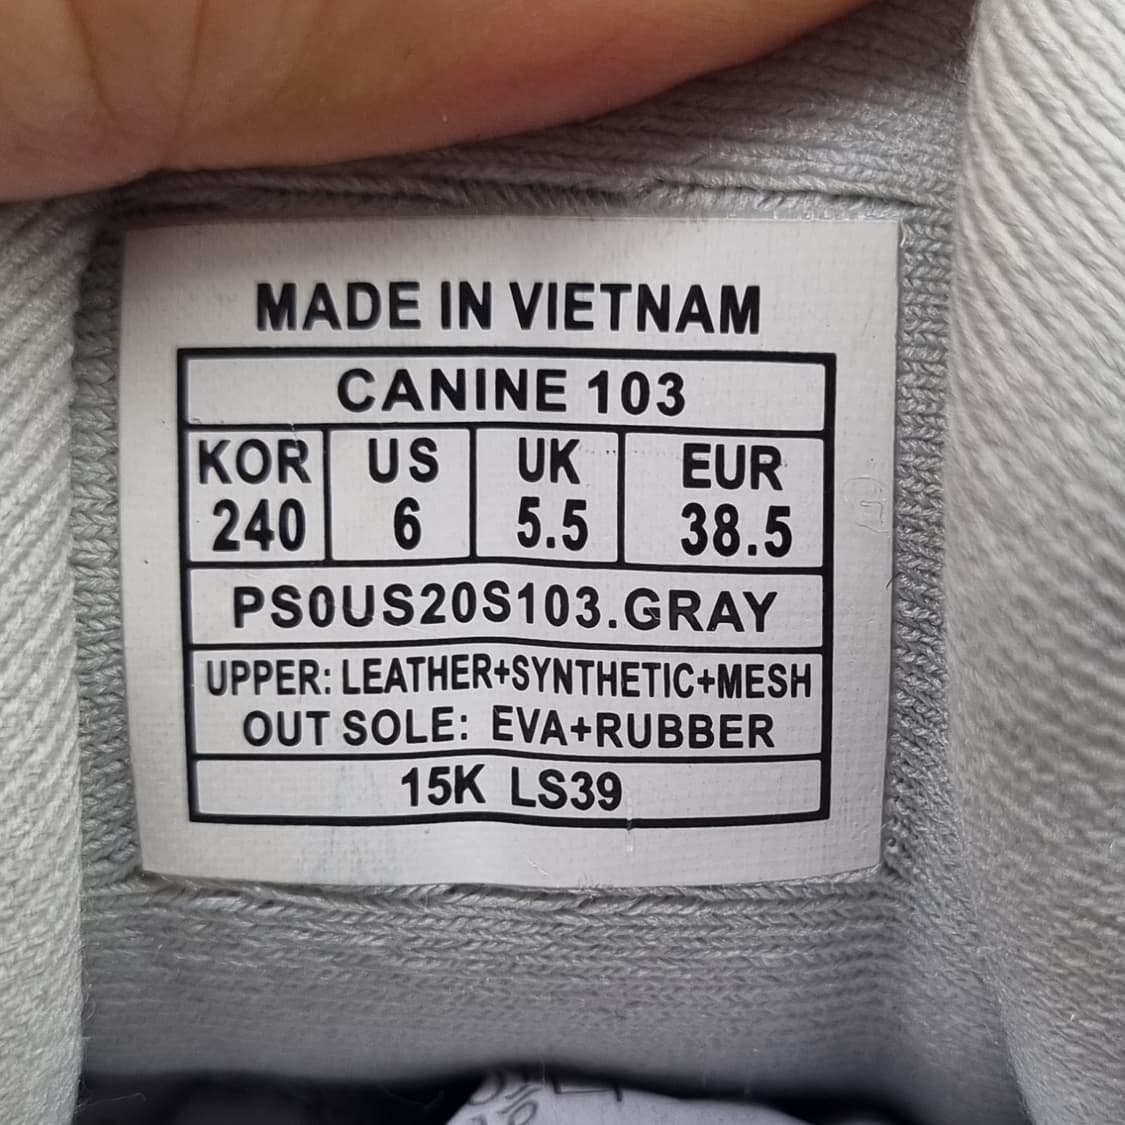 MADE IN VIETNAM
CANINE 103
KOR US UK EUR
240 6 5.5 38.5
PS0US20S103.GRAY
UPPER: LEATHER+SYNTHETIC+MESH
OUT SOLE: EVA+RUBBER
15K LS39